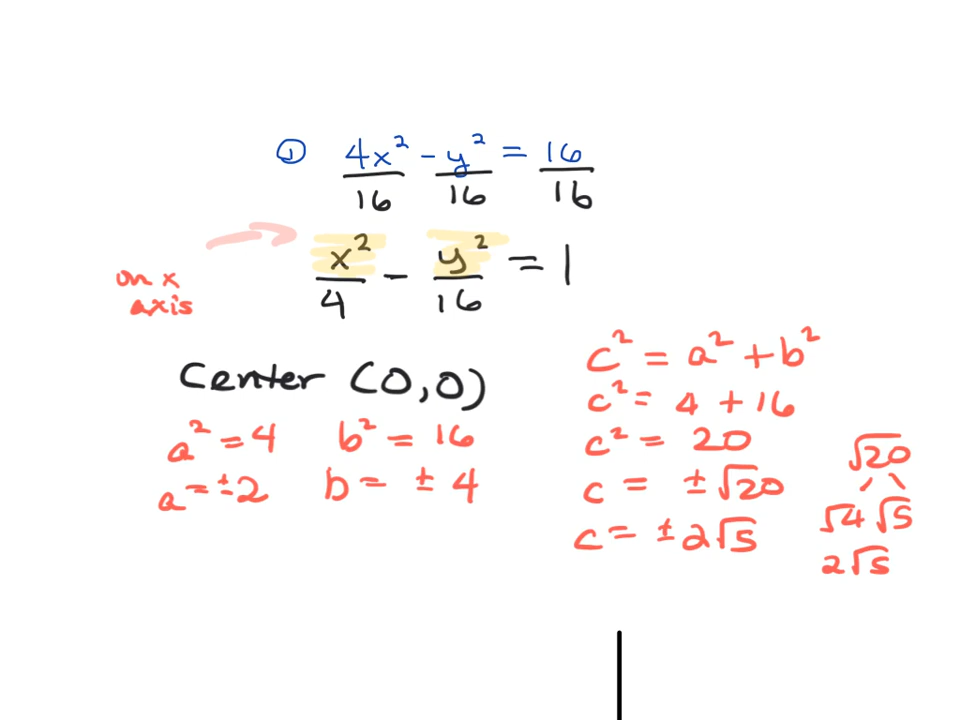 ① 4x²/16 - y²/16 = 16/16
x²/4 - y²/16 = 1
on x
axis
Center (0,0)
a² = 4 b² = 16
a = ±2 b = ± 4
c² = a² + b²
c² = 4 + 16
c² = 20
c = ±√20
c = ±2√5
√20
√4 √5
2√5